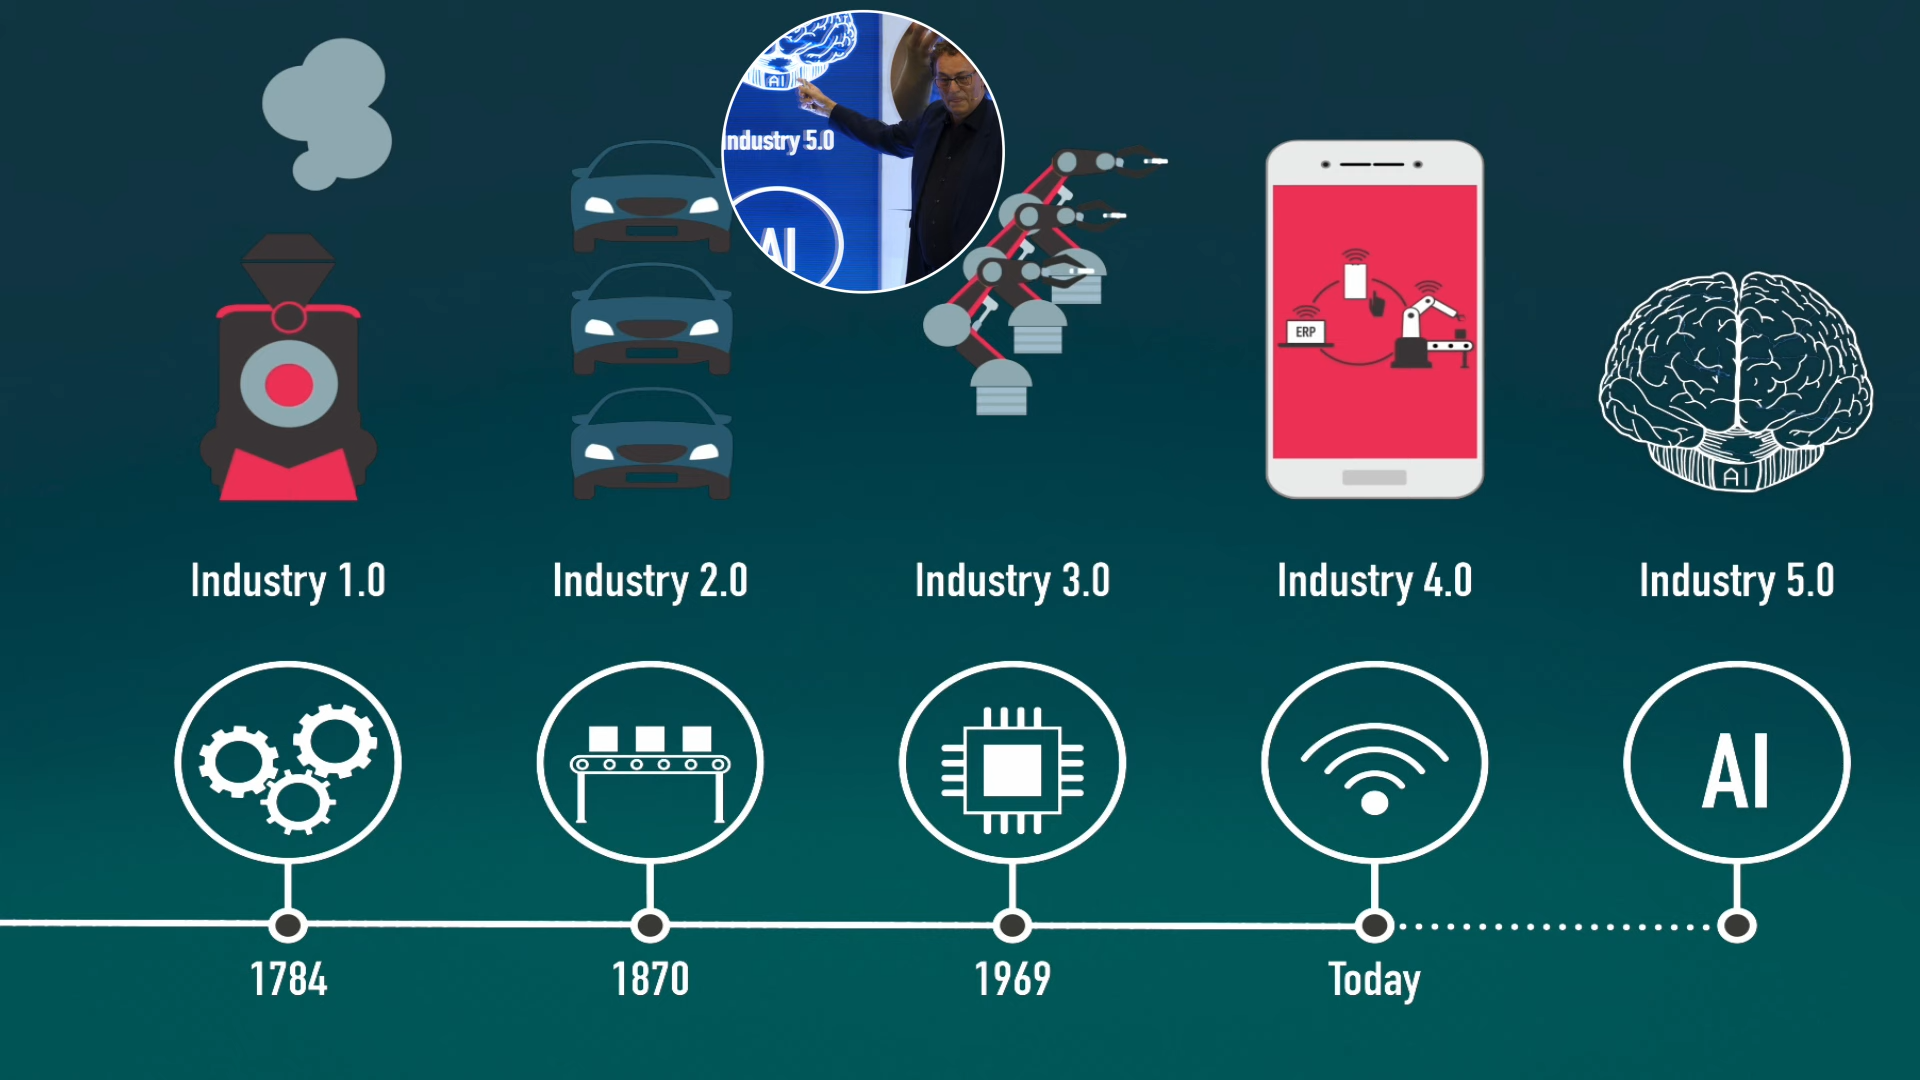 Industry 5.0
AI
AI
ERP
AI
Industry 1.0
Industry 2.0
Industry 3.0
Industry 4.0
Industry 5.0
AI
1784
1870
1969
Today